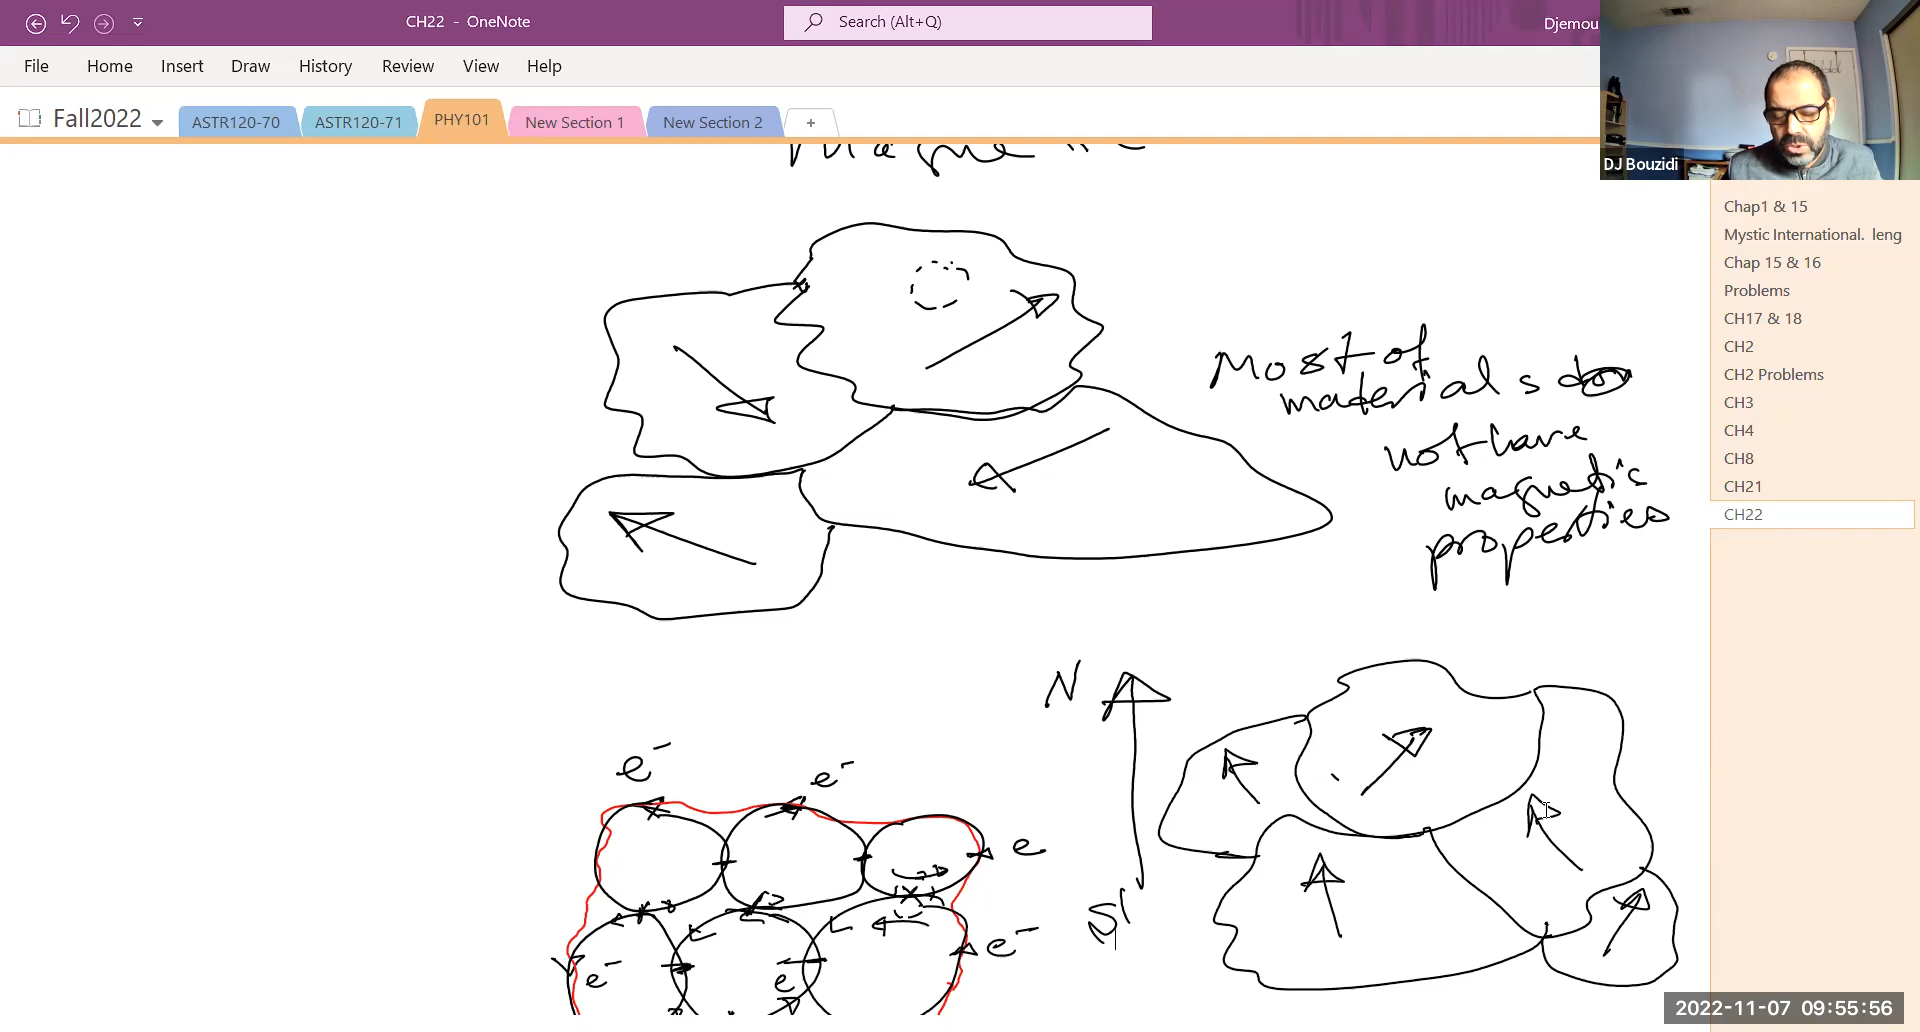 CH22 - OneNote
Search (Alt+Q)
Djemou
File Home Insert Draw History Review View Help
Fall2022
ASTR120-70
ASTR120-71
PHY101
New Section 1
New Section 2
+
DJ Bouzidi
Chap1 & 15
Mystic International. leng
Chap 15 & 16
Problems
CH17 & 18
CH2
CH2 Problems
CH3
CH4
CH8
CH21
CH22
Most of
materials do
not have
magnetic
properties
N
S
e-
e-
e
e-
e-
e-
2022-11-07 09:55:56